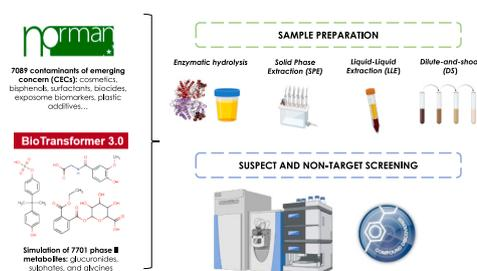 norman
7089 contaminants of emerging
concern (CECs): cosmetics,
bisphenols, surfactants, biocides,
exposome biomarkers, plastic
additives...
BioTransformer 3.0
Simulation of 7701 phase II
metabolites: glucuronides,
sulphates, and glycines
SAMPLE PREPARATION
Enzymatic hydrolysis
Solid Phase
Extraction (SPE)
Liquid-Liquid
Extraction (LLE)
Dilute-and-shoo
(DS)
SUSPECT AND NON-TARGET SCREENING